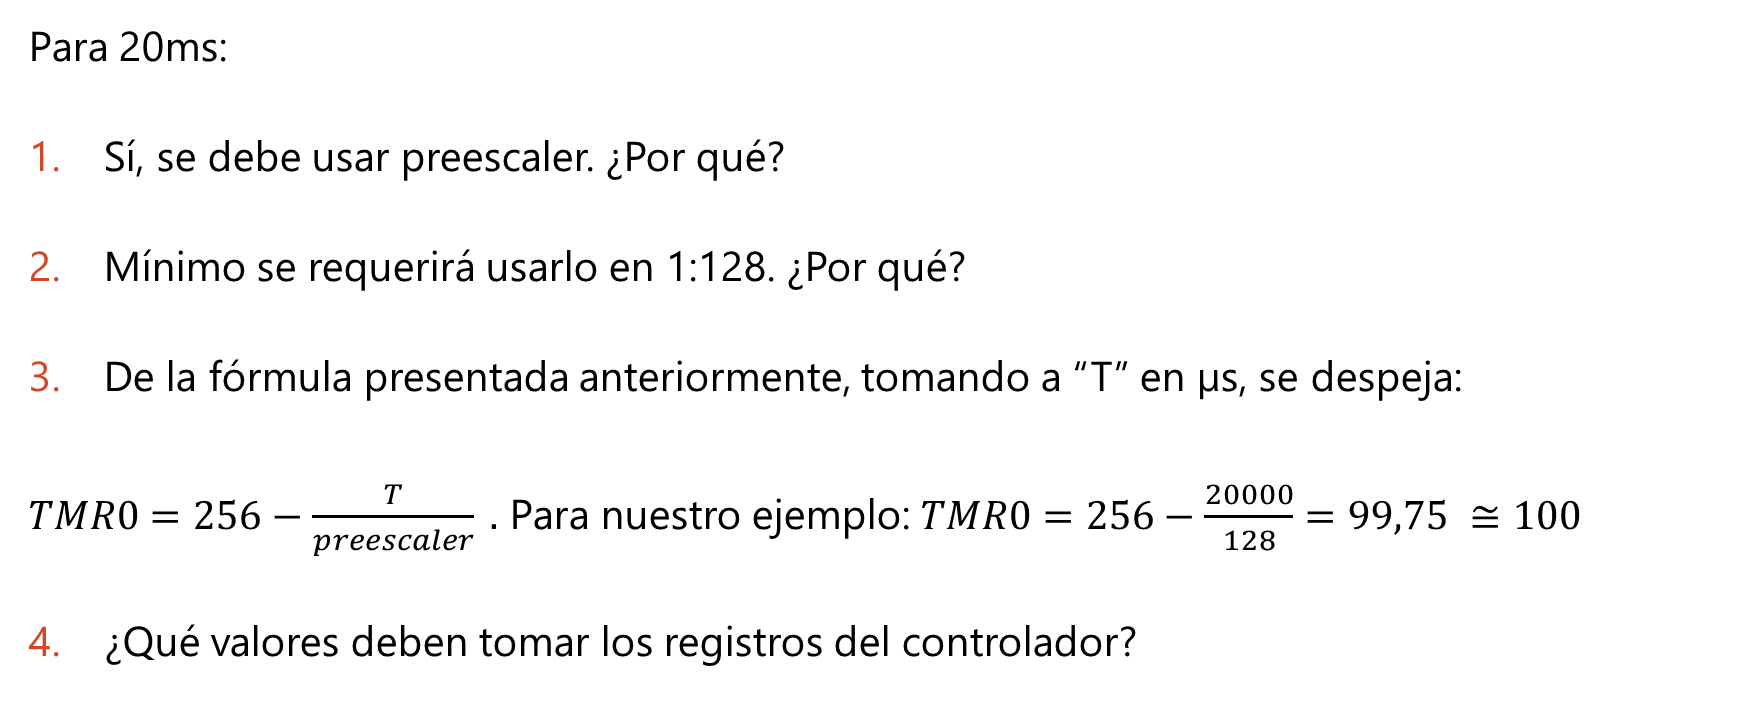 Para 20ms:
1. Sí, se debe usar preescaler. ¿Por qué?
2. Mínimo se requerirá usarlo en 1:128. ¿Por qué?
3. De la fórmula presentada anteriormente, tomando a “T” en µs, se despeja:
TMR0 = 256 − T/preescaler . Para nuestro ejemplo: TMR0 = 256 − 20000/128 = 99,75 ≅ 100
4. ¿Qué valores deben tomar los registros del controlador?